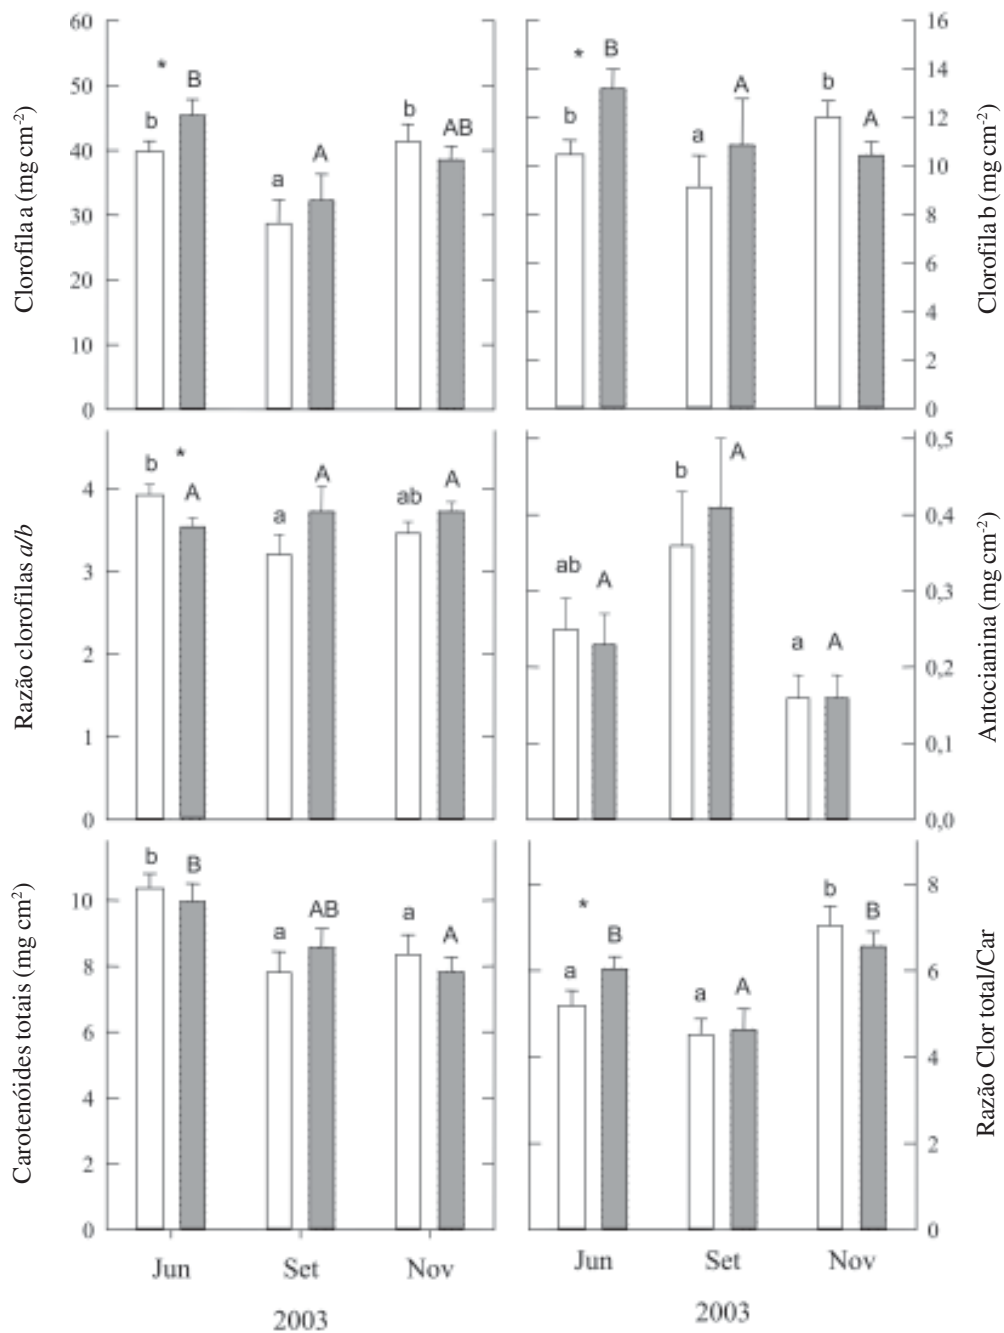 Clorofila a (mg cm-2)
60
50
40
30
20
10
0
* b B
a A
b AB
16
14
12
10
8
6
4
2
0
Clorofila b (mg cm-2)
* b B
a A
b A
Razão clorofilas a/b
4
3
2
1
0
b * A
a A
ab A
0,5
0,4
0,3
0,2
0,1
0,0
Antocianina (mg cm-2)
ab A
b A
a A
Carotenóides totais (mg cm2)
10
8
6
4
2
0
b B
a AB
a A
8
6
4
2
0
Razão Clor total/Car
* a B
a A
b B
Jun Set Nov
2003
Jun Set Nov
2003